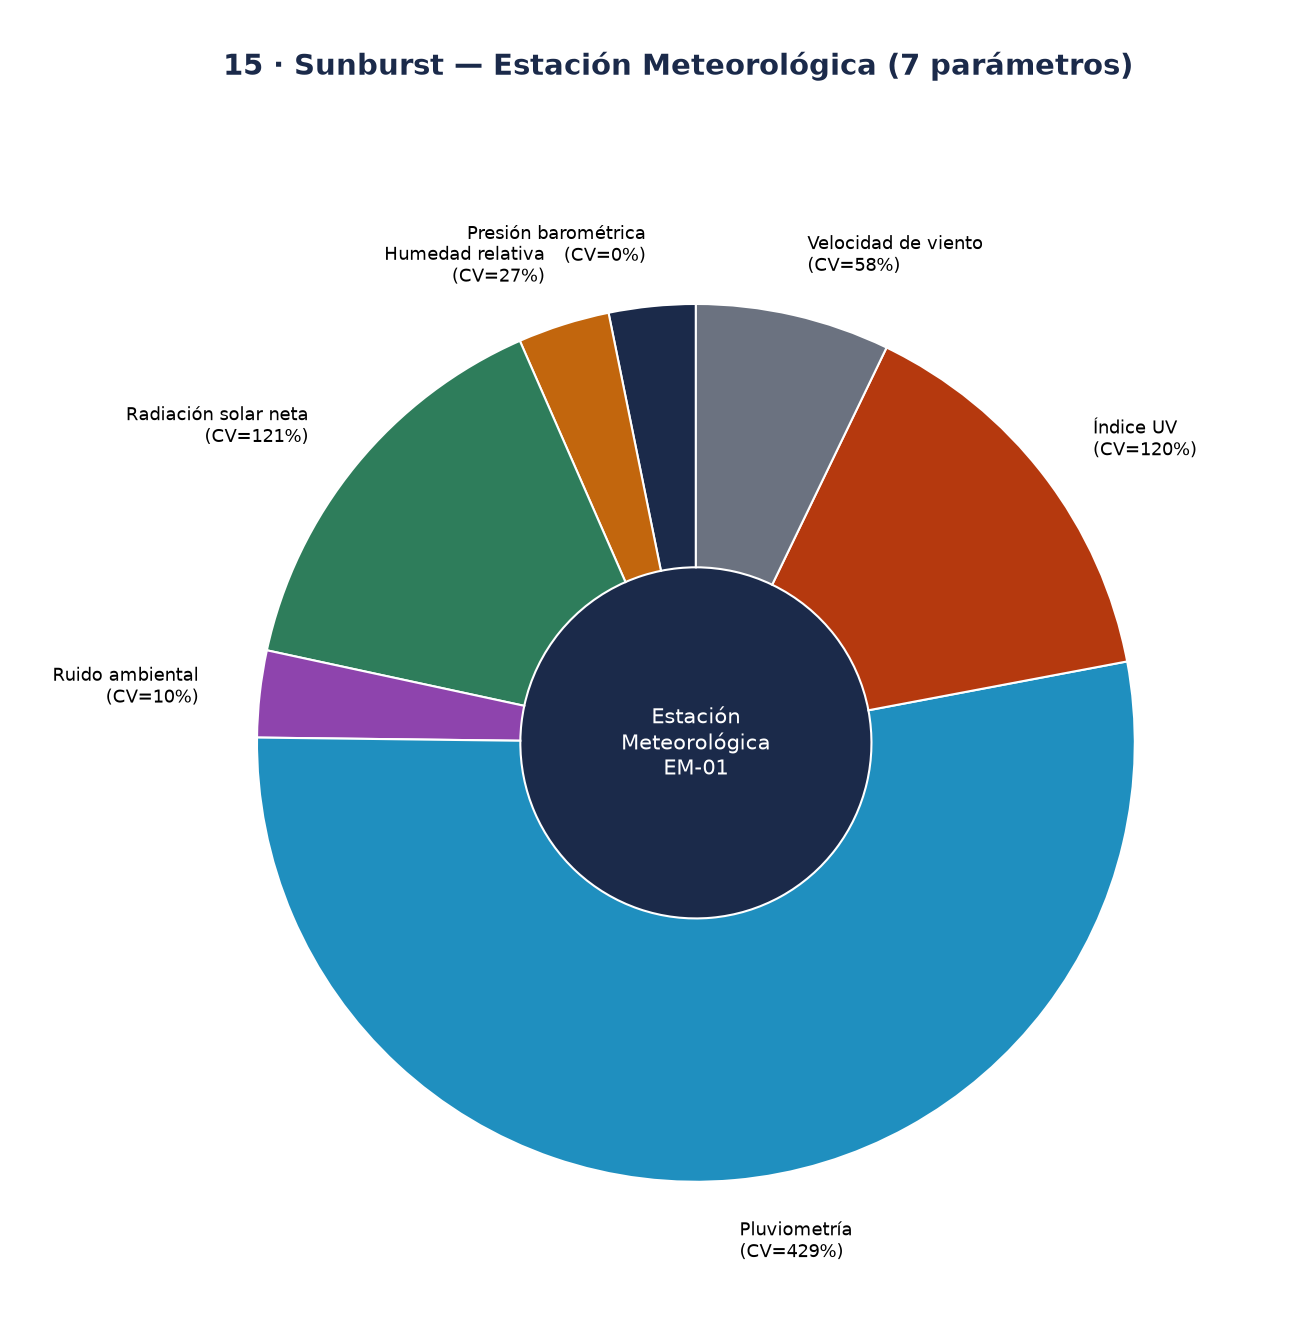 15 · Sunburst — Estación Meteorológica (7 parámetros)
Presión barométrica
(CV=0%)
Humedad relativa
(CV=27%)
Velocidad de viento
(CV=58%)
Radiación solar neta
(CV=121%)
Índice UV
(CV=120%)
Ruido ambiental
(CV=10%)
Estación
Meteorológica
EM-01
Pluviometría
(CV=429%)